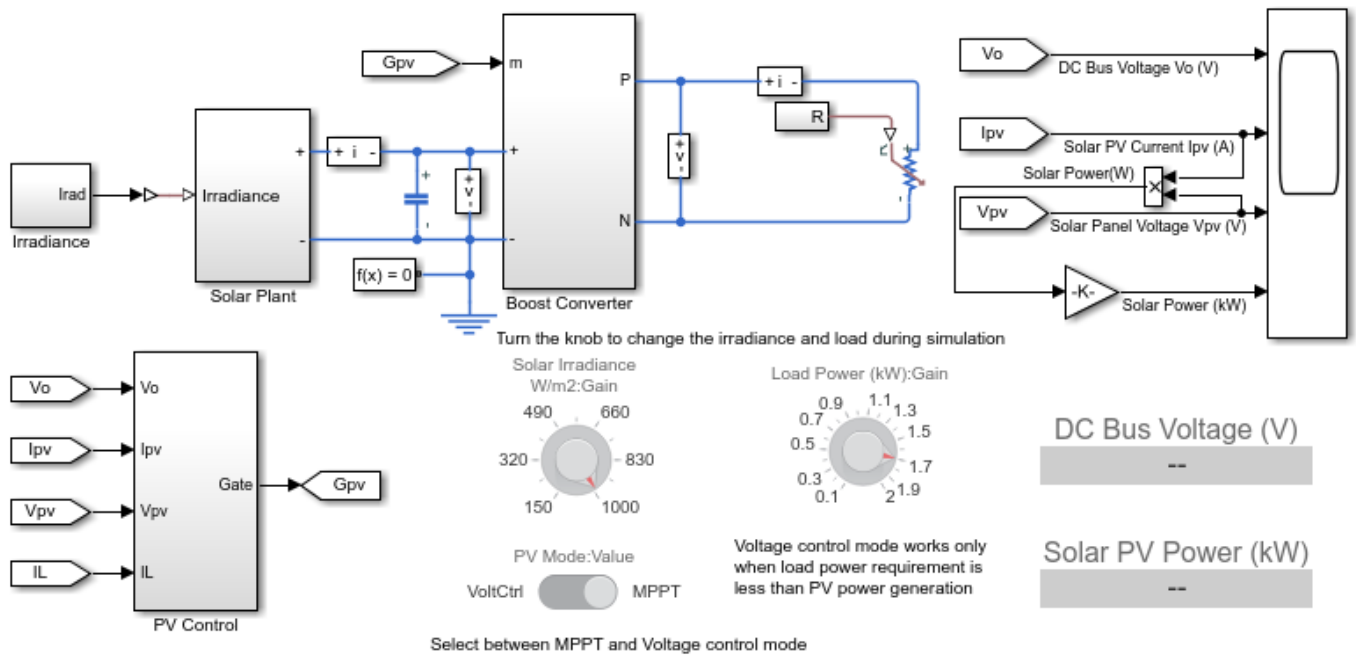 Gpv
m
P
N
+
-
Boost Converter
+ i -
+ v -
+ i -
R
+
'
Vo
DC Bus Voltage Vo (V)
Ipv
Solar PV Current Ipv (A)
Solar Power(W)
×
Vpv
Solar Panel Voltage Vpv (V)
-K-
Solar Power (kW)
Irad
Irradiance
Irradiance
+
-
Solar Plant
+ i -
+
'
+ v -
f(x) = 0
Turn the knob to change the irradiance and load during simulation
Vo
Ipv
Vpv
IL
Vo
Ipv
Vpv
IL
Gate
Gpv
PV Control
Solar Irradiance
W/m2:Gain
490 660
320 830
150 1000
Load Power (kW):Gain
0.9 1.1
0.7 1.3
0.5 1.5
0.3 1.7
0.1 2 1.9
DC Bus Voltage (V)
--
PV Mode:Value
VoltCtrl MPPT
Voltage control mode works only
when load power requirement is
less than PV power generation
Solar PV Power (kW)
--
Select between MPPT and Voltage control mode